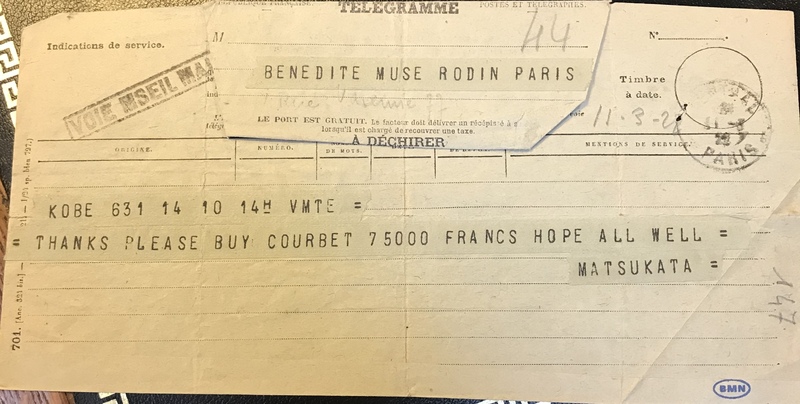 TÉLÉGRAMME
POSTES ET TÉLÉGRAPHES.
Indications de service.
44
N°
VOIE MSEIL
BENEDITE MUSE RODIN PARIS
Timbre
à date.
LE PORT EST GRATUIT. Le facteur doit délivrer un récépissé à
lorsqu'il est chargé de recouvrer une taxe.
À DÉCHIRER
PARIS
ORIGINE.
NUMÉRO.
DE MOTS.
MENTIONS DE SERVICE.
KOBE 631 14 10 14H VMTE =
= THANKS PLEASE BUY COURBET 75000 FRANCS HOPE ALL WELL =
MATSUKATA =
147
701.
BMN